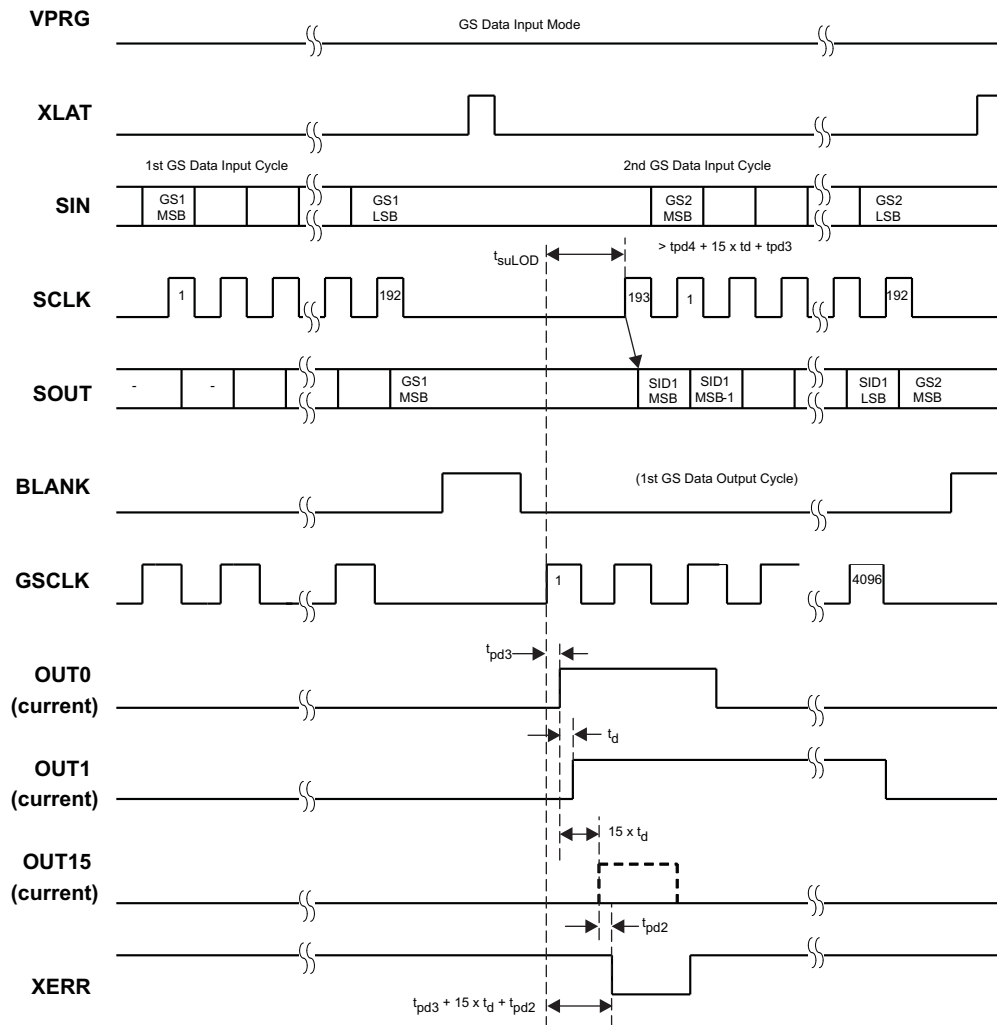 VPRG
GS Data Input Mode
XLAT
1st GS Data Input Cycle
2nd GS Data Input Cycle
SIN
GS1
MSB
GS1
LSB
GS2
MSB
GS2
LSB
tsuLOD
> tpd4 + 15 x td + tpd3
SCLK
1
192
193
1
192
SOUT
-
-
GS1
MSB
SID1
MSB
SID1
MSB-1
SID1
LSB
GS2
MSB
BLANK
(1st GS Data Output Cycle)
GSCLK
1
4096
tpd3
OUT0
(current)
td
OUT1
(current)
15 x td
OUT15
(current)
tpd2
XERR
tpd3 + 15 x td + tpd2